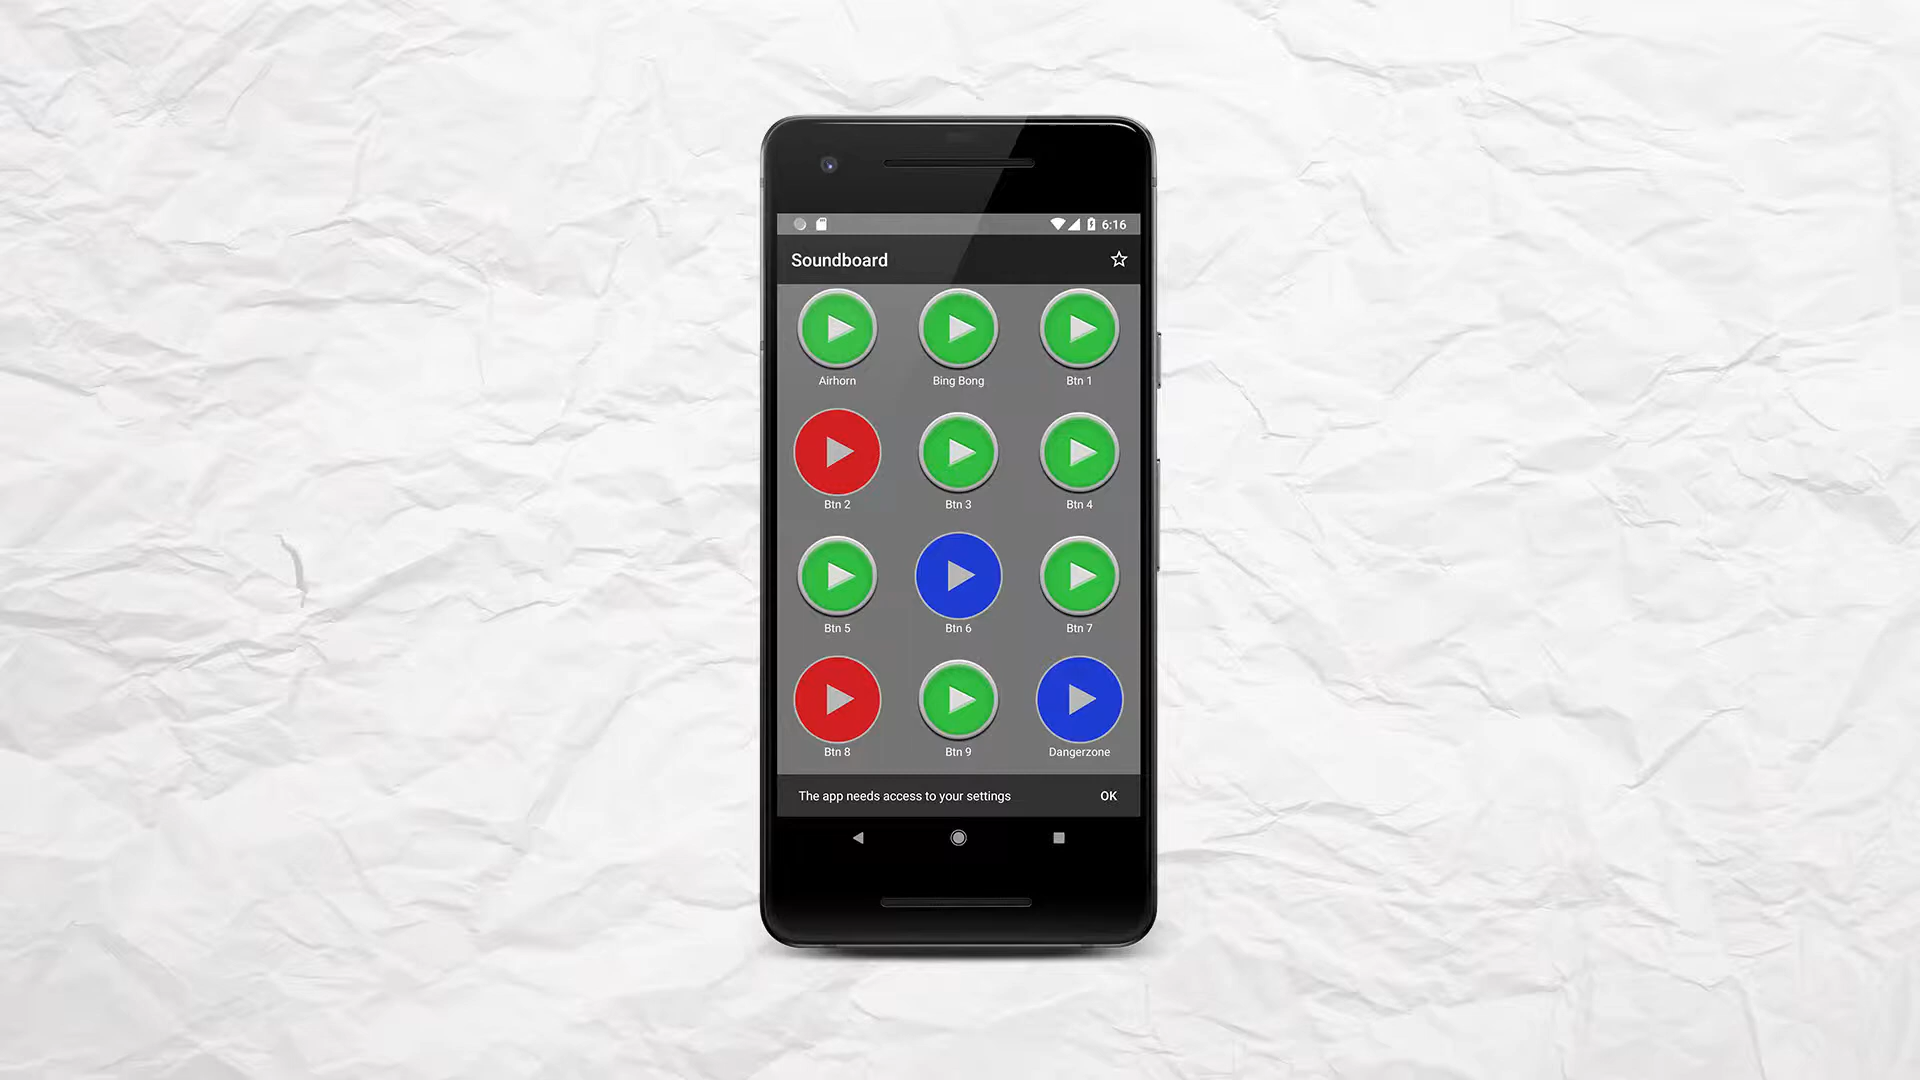 6:16
Soundboard
Airhorn Bing Bong Btn 1
Btn 2 Btn 3 Btn 4
Btn 5 Btn 6 Btn 7
Btn 8 Btn 9 Dangerzone
The app needs access to your settings OK